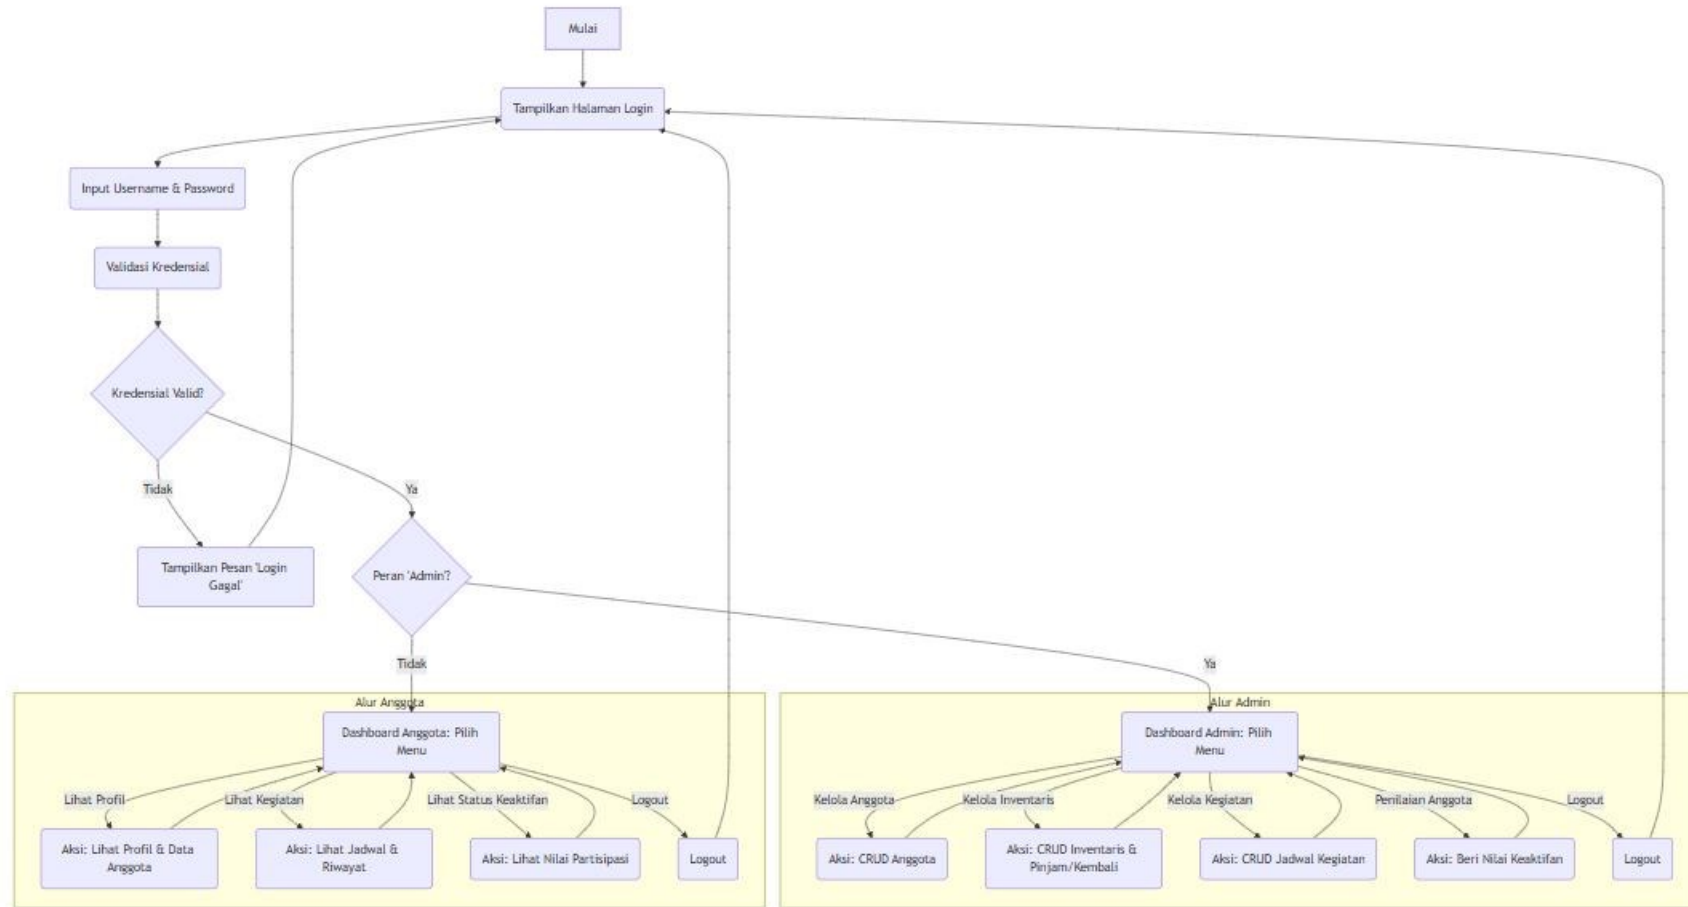 Mulai
Tampilkan Halaman Login
Input Username & Password
Validasi Kredensial
Kredensial Valid?
Tidak
Ya
Tampilkan Pesan 'Login
Gagal'
Peran 'Admin'?
Tidak
Ya
Alur Anggota
Dashboard Anggota: Pilih
Menu
Lihat Profil
Lihat Kegiatan
Lihat Status Keaktifan
Logout
Aksi: Lihat Profil & Data
Anggota
Aksi: Lihat Jadwal &
Riwayat
Aksi: Lihat Nilai Partisipasi
Logout
Alur Admin
Dashboard Admin: Pilih
Menu
Kelola Anggota
Kelola Inventaris
Kelola Kegiatan
Penilaian Anggota
Logout
Aksi: CRUD Anggota
Aksi: CRUD Inventaris &
Pinjam/Kembali
Aksi: CRUD Jadwal Kegiatan
Aksi: Beri Nilai Keaktifan
Logout